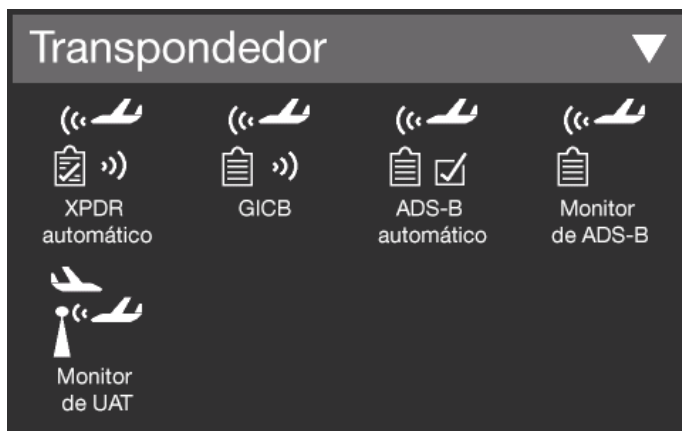 Transpondedor
XPDR
automático
GICB
ADS-B
automático
Monitor
de ADS-B
Monitor
de UAT